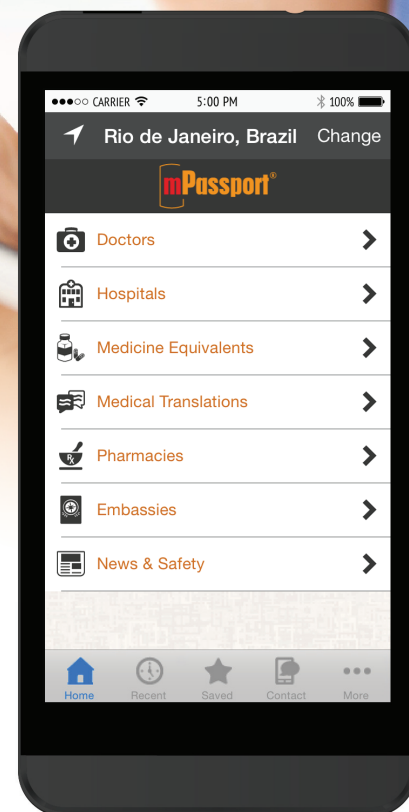 CARRIER 5:00 PM 100%
Rio de Janeiro, Brazil Change
mPassport®
Doctors
Hospitals
Medicine Equivalents
Medical Translations
Rx
Pharmacies
Embassies
News & Safety
Home Recent Saved Contact More